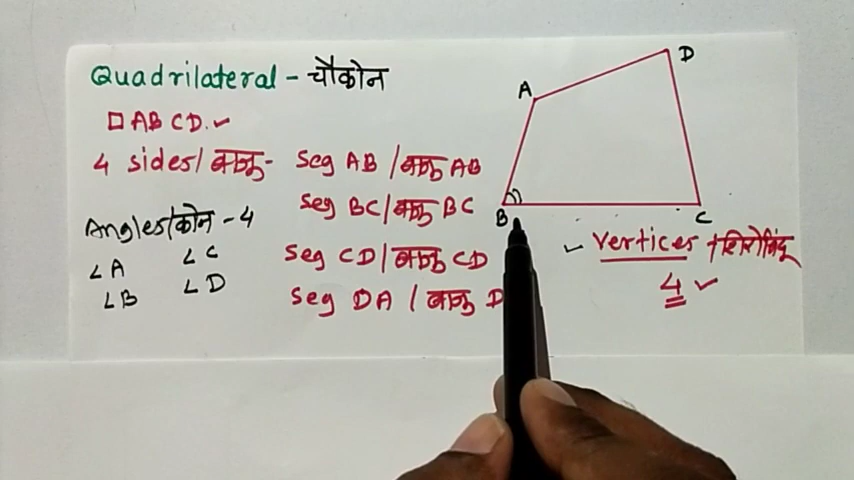 Quadrilateral - चौकोन
□ ABCD. ✓
4 sides/बाजू- seg AB / बाजू AB
seg BC/बाजू BC
seg CD/बाजू CD
seg DA / बाजू D
Angles/कोन - 4
∠A ∠C
∠B ∠D
A
D
B
C
✓ vertices / शिरोबिंदू
4 ✓